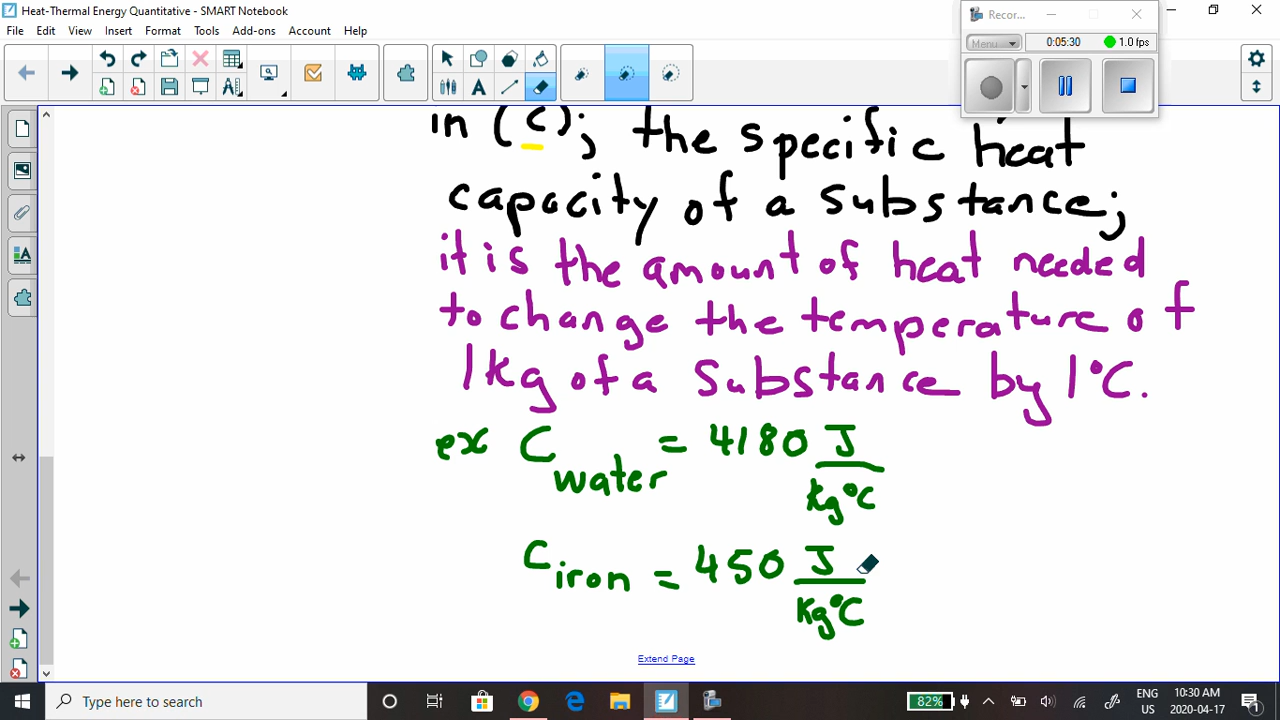 Heat-Thermal Energy Quantitative - SMART Notebook
Recor...
File Edit View Insert Format Tools Add-ons Account Help
Menu 0:05:30 1.0 fps
in (c); the specific heat
capacity of a substance;
it is the amount of heat needed
to change the temperature of
1kg of a substance by 1°C.
ex C water = 4180 J
kg°C
C iron = 450 J
kg°C
Extend Page
Type here to search
82%
ENG
US
10:30 AM
2020-04-17
1